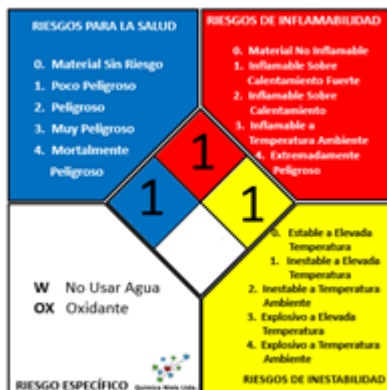 RIESGOS PARA LA SALUD
0. Material Sin Riesgo
1. Poco Peligroso
2. Peligroso
3. Muy Peligroso
4. Mortalmente
Peligroso
RIESGOS DE INFLAMABILIDAD
0. Material No Inflamable
1. Inflamable Sobre
Calentamiento Fuerte
2. Inflamable Sobre
Calentamiento
3. Inflamable a
Temperatura Ambiente
4. Extremadamente
Peligroso
1
1
1
W No Usar Agua
OX Oxidante
RIESGO ESPECÍFICO
0. Estable a Elevada
Temperatura
1. Inestable a Elevada
Temperatura
2. Inestable a Temperatura
Ambiente
3. Explosivo a Elevada
Temperatura
4. Explosivo a Temperatura
Ambiente
RIESGOS DE INESTABILIDAD